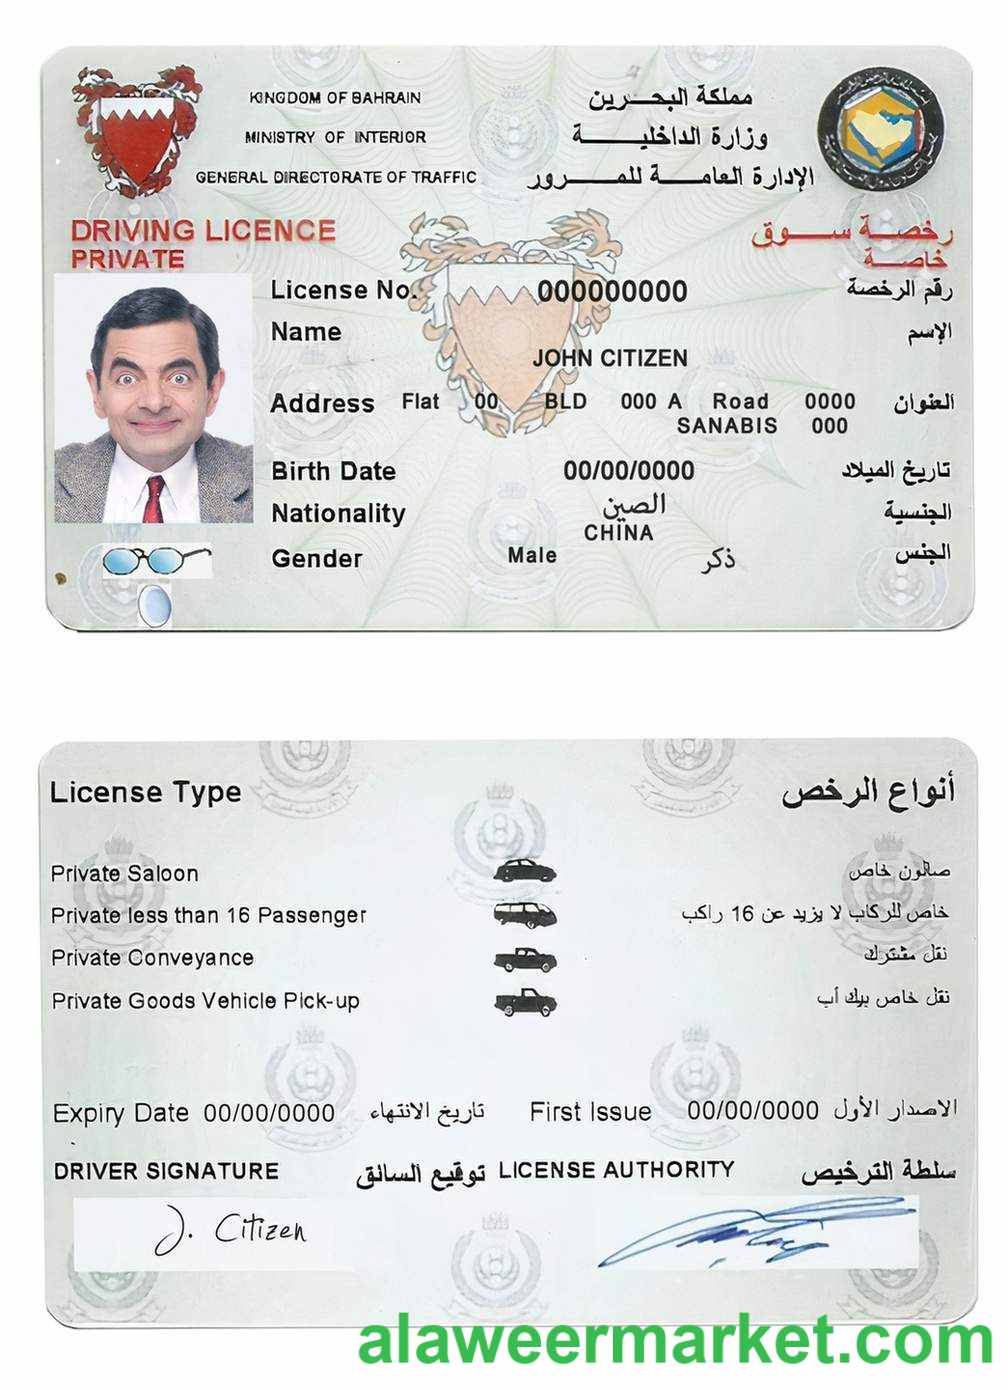 KINGDOM OF BAHRAIN مملكة البحرين
MINISTRY OF INTERIOR وزارة الداخلية
GENERAL DIRECTORATE OF TRAFFIC الإدارة العامة للمرور
DRIVING LICENCE رخصة سوق
PRIVATE خاصة
License No. 000000000 رقم الرخصة
Name الإسم
JOHN CITIZEN
Address Flat 00 BLD 000 A Road 0000 العنوان
SANABIS 000
Birth Date 00/00/0000 تاريخ الميلاد
Nationality الصين الجنسية
CHINA
Gender Male ذكر الجنس
License Type أنواع الرخص
Private Saloon صالون خاص
Private less than 16 Passenger خاص للركاب لا يزيد عن 16 راكب
Private Conveyance نقل مشترك
Private Goods Vehicle Pick-up نقل خاص بيك أب
Expiry Date 00/00/0000 تاريخ الانتهاء First Issue 00/00/0000 الاصدار الأول
DRIVER SIGNATURE توقيع السائق LICENSE AUTHORITY سلطة الترخيص
J. Citizen
alaweermarket.com